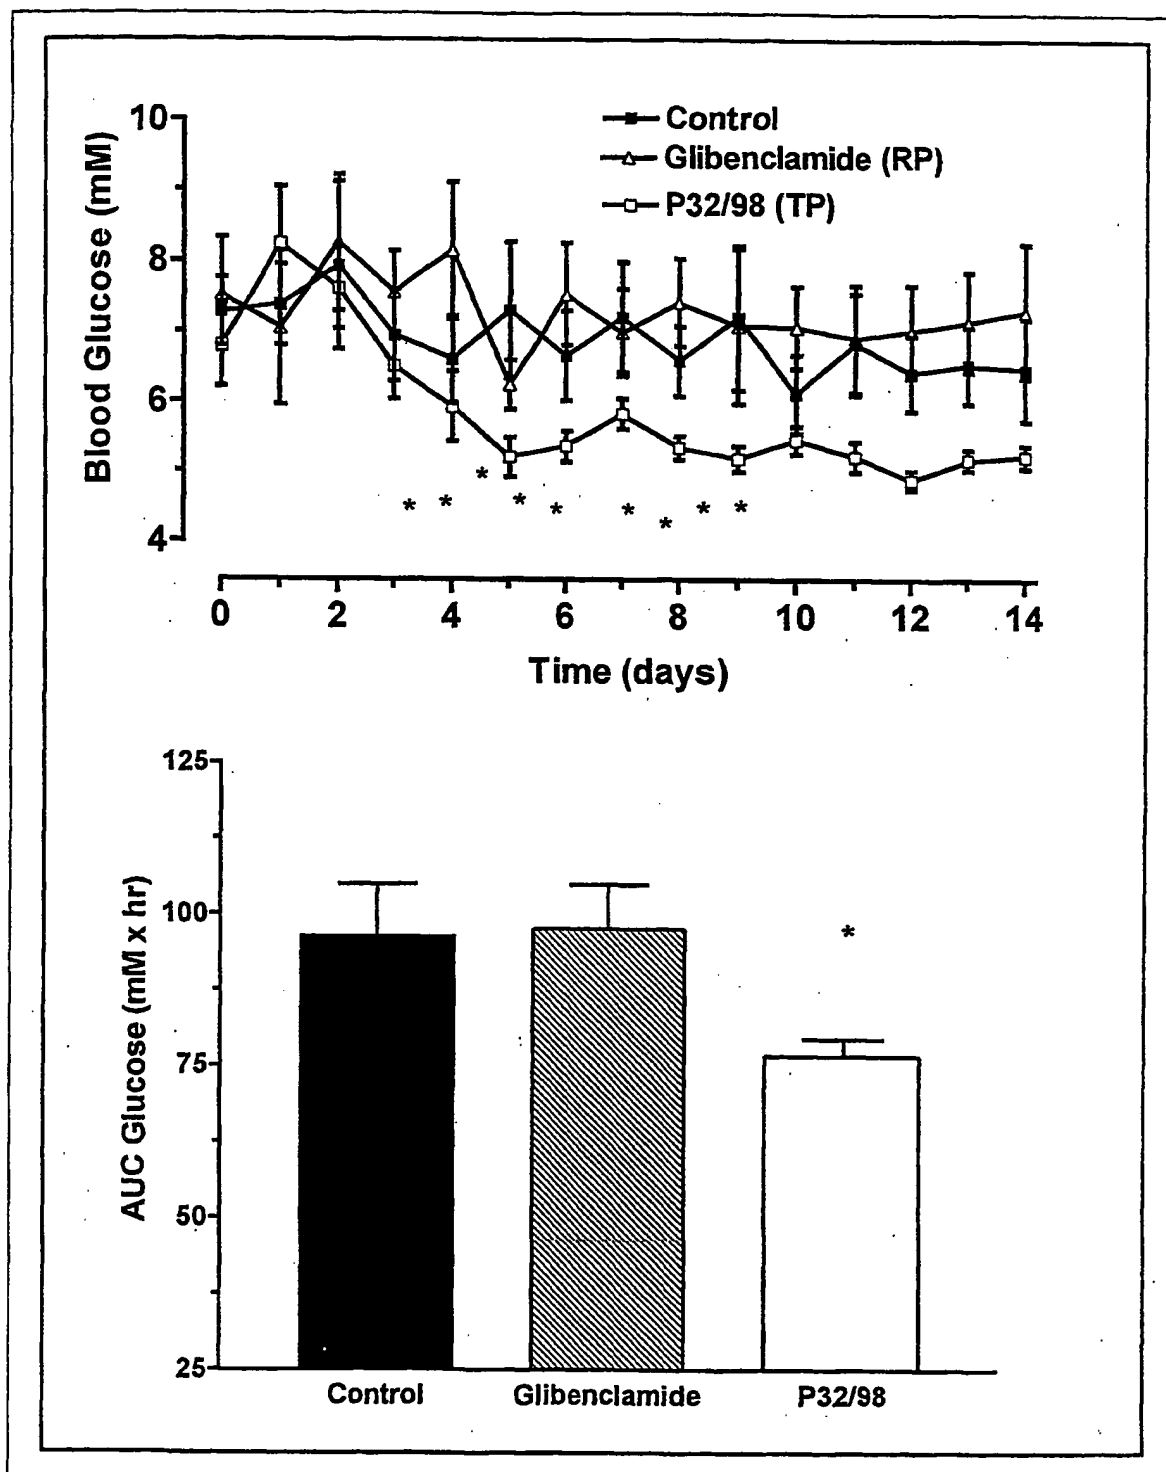 10
8
6
4
Blood Glucose (mM)
Control
Glibenclamide (RP)
P32/98 (TP)
* * * * * * * * *
0 2 4 6 8 10 12 14
Time (days)
125
100
75
50
25
AUC Glucose (mM x hr)
*
Control Glibenclamide P32/98